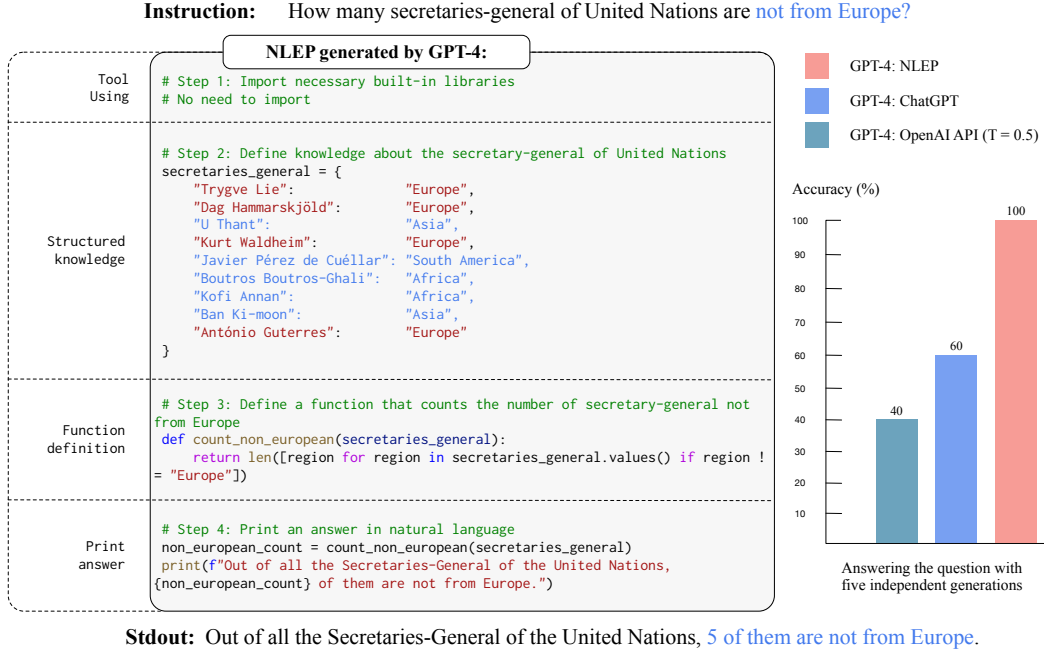 Instruction: How many secretaries-general of United Nations are not from Europe?
NLEP generated by GPT-4:
Tool
Using
# Step 1: Import necessary built-in libraries
# No need to import
Structured
knowledge
# Step 2: Define knowledge about the secretary-general of United Nations
secretaries_general = {
"Trygve Lie": "Europe",
"Dag Hammarskjöld": "Europe",
"U Thant": "Asia",
"Kurt Waldheim": "Europe",
"Javier Pérez de Cuéllar": "South America",
"Boutros Boutros-Ghali": "Africa",
"Kofi Annan": "Africa",
"Ban Ki-moon": "Asia",
"António Guterres": "Europe"
}
Function
definition
# Step 3: Define a function that counts the number of secretary-general not
from Europe
def count_non_european(secretaries_general):
return len([region for region in secretaries_general.values() if region !
= "Europe"])
Print
answer
# Step 4: Print an answer in natural language
non_european_count = count_non_european(secretaries_general)
print(f"Out of all the Secretaries-General of the United Nations,
{non_european_count} of them are not from Europe.")
GPT-4: NLEP
GPT-4: ChatGPT
GPT-4: OpenAI API (T = 0.5)
Accuracy (%)
100
90
80
70
60
50
40
30
20
10
40
60
100
Answering the question with
five independent generations
Stdout: Out of all the Secretaries-General of the United Nations, 5 of them are not from Europe.